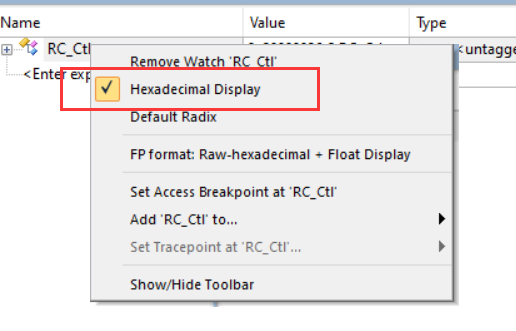 Name Value Type
RC_Ctl <untagge
<Enter exp
Remove Watch 'RC_Ctl'
Hexadecimal Display
Default Radix
FP format: Raw-hexadecimal + Float Display
Set Access Breakpoint at 'RC_Ctl'
Add 'RC_Ctl' to...
Set Tracepoint at 'RC_Ctl'...
Show/Hide Toolbar